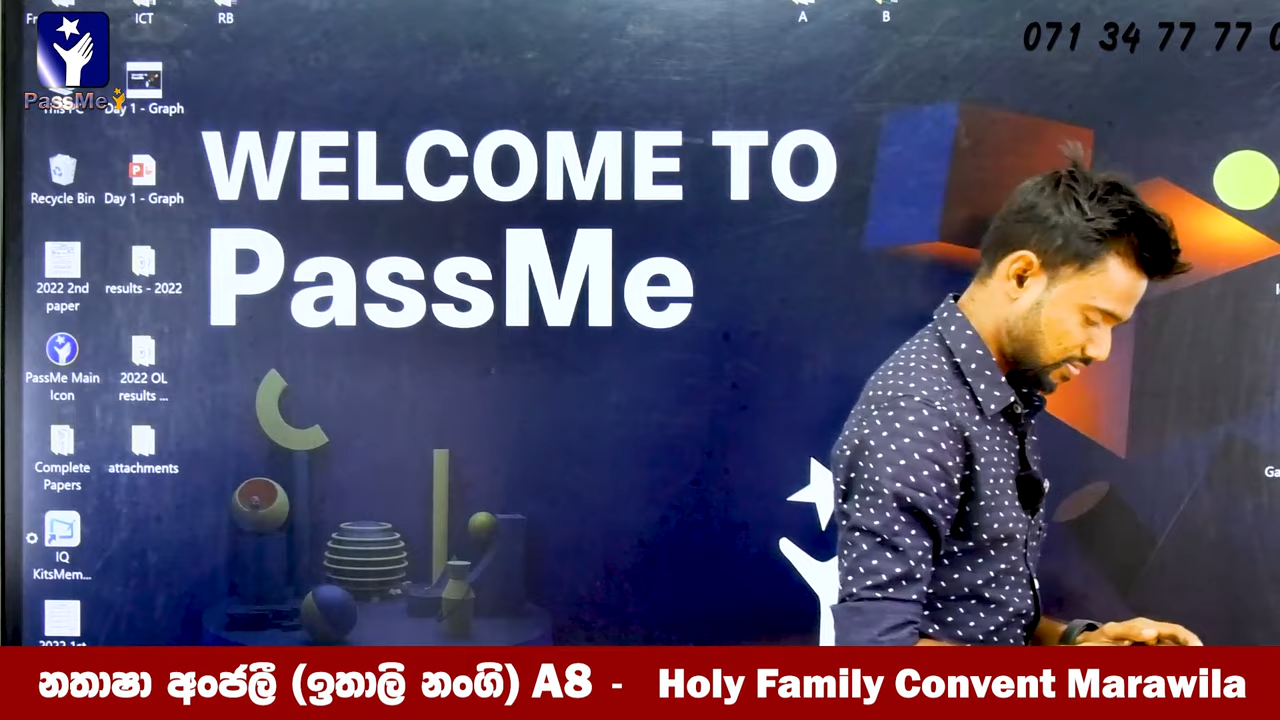 ICT
RB
A
B
071 34 77 77
PassMe
This PC
Day 1 - Graph
WELCOME TO
PassMe
Recycle Bin
Day 1 - Graph
2022 2nd
paper
results - 2022
PassMe Main
Icon
2022 OL
results ...
Complete
Papers
attachments
IQ
KitsMem...
නතාෂා අංජලී (ඉතාලි නංගි) A8 - Holy Family Convent Marawila